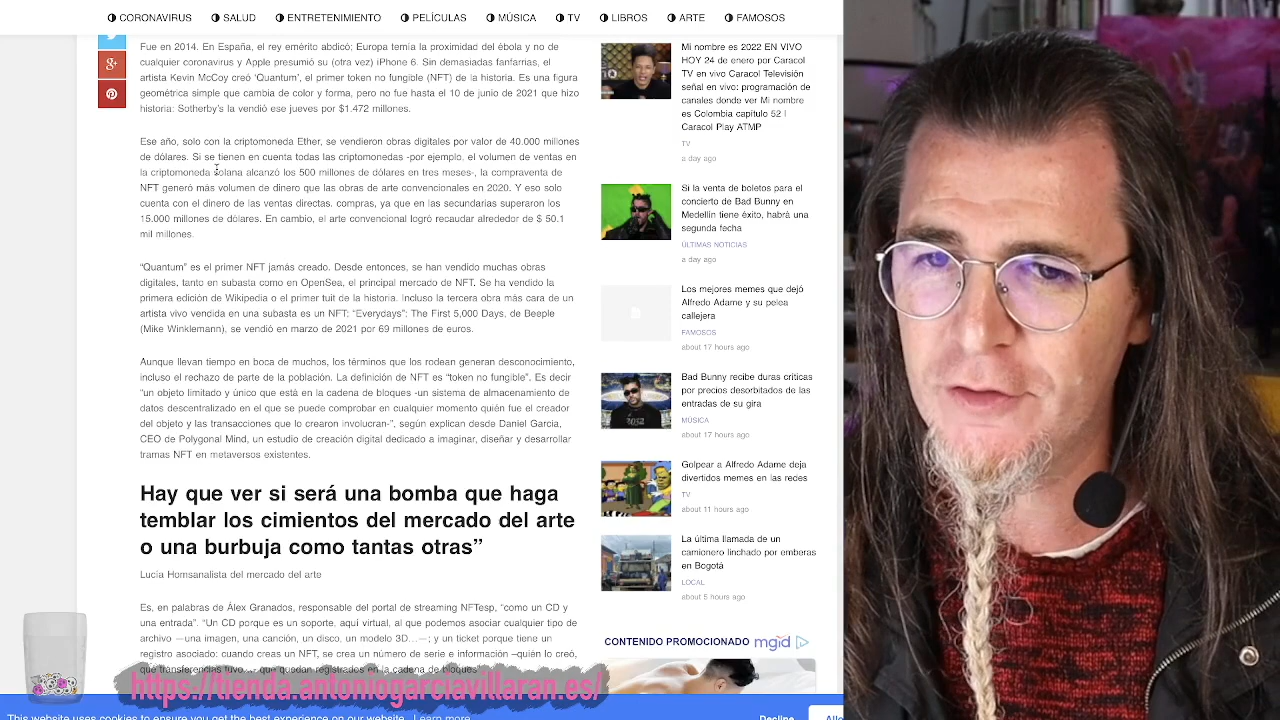 CORONAVIRUS
SALUD
ENTRETENIMIENTO
PELÍCULAS
MÚSICA
TV
LIBROS
ARTE
FAMOSOS
Fue en 2014. En España, el rey emérito abdicó; Europa temía la proximidad del ébola y no de
cualquier coronavirus y Apple presumió su (otra vez) iPhone 6. Sin demasiadas fanfarrias, el
artista Kevin McCoy creó ‘Quantum’, el primer token no fungible (NFT) de la historia. Es una figura
geométrica simple que cambia de color y forma, pero no fue hasta el 10 de junio de 2021 que hizo
historia: Sotherby’s la vendió ese jueves por $1.472 millones.
Ese año, solo con la criptomoneda Ether, se vendieron obras digitales por valor de 40.000 millones
de dólares. Si se tienen en cuenta todas las criptomonedas -por ejemplo, el volumen de ventas en
la criptomoneda Solana alcanzó los 500 millones de dólares en tres meses-, la compraventa de
NFT generó más volumen de dinero que las obras de arte convencionales en 2020. Y eso solo
cuenta con el dinero de las ventas directas. compras, ya que en las secundarias superaron los
15.000 millones de dólares. En cambio, el arte convencional logró recaudar alrededor de $ 50.1
mil millones.
“Quantum” es el primer NFT jamás creado. Desde entonces, se han vendido muchas obras
digitales, tanto en subasta como en OpenSea, el principal mercado de NFT. Se ha vendido la
primera edición de Wikipedia o el primer tuit de la historia. Incluso la tercera obra más cara de un
artista vivo vendida en una subasta es un NFT: “Everydays”: The First 5,000 Days, de Beeple
(Mike Winklemann), se vendió en marzo de 2021 por 69 millones de euros.
Aunque llevan tiempo en boca de muchos, los términos que los rodean generan desconocimiento,
incluso el rechazo de parte de la población. La definición de NFT es “token no fungible”. Es decir
“un objeto limitado y único que está en la cadena de bloques -un sistema de almacenamiento de
datos descentralizado en el que se puede comprobar en cualquier momento quién fue el creador
del objeto y las transacciones que lo crearon involucran-”, según explican desde Daniel García,
CEO de Polygonal Mind, un estudio de creación digital dedicado a imaginar, diseñar y desarrollar
tramas NFT en metaversos existentes.
Hay que ver si será una bomba que haga
temblar los cimientos del mercado del arte
o una burbuja como tantas otras”
Lucía Homsanalista del mercado del arte
Es, en palabras de Álex Granados, responsable del portal de streaming NFTesp, “como un CD y
una entrada”. “Un CD porque es un soporte, aquí virtual, al que podemos asociar cualquier tipo de
archivo —una imagen, una canción, un disco, un modelo 3D...—; y un ticket porque tiene un
registro asociado: cuando creas un NFT, se crea un número de serie e información –quién lo creó,
qué transferencias tuvo...- que quedan registrados en la cadena de bloques”
Mi nombre es 2022 EN VIVO
HOY 24 de enero por Caracol
TV en vivo Caracol Televisión
señal en vivo: programación de
canales donde ver Mi nombre
es Colombia capítulo 52 |
Caracol Play ATMP
TV
a day ago
Si la venta de boletos para el
concierto de Bad Bunny en
Medellín tiene éxito, habrá una
segunda fecha
ÚLTIMAS NOTICIAS
a day ago
Los mejores memes que dejó
Alfredo Adame y su pelea
callejera
FAMOSOS
about 17 hours ago
Bad Bunny recibe duras críticas
por precios desorbitados de las
entradas de su gira
MÚSICA
about 17 hours ago
Golpear a Alfredo Adame deja
divertidos memes en las redes
TV
about 11 hours ago
La última llamada de un
camionero linchado por emberas
en Bogotá
LOCAL
about 5 hours ago
CONTENIDO PROMOCIONADO mgid
https://tienda.antoniogarciavillaran.es/
This website uses cookies to ensure you get the best experience on our website. Learn more
Decline